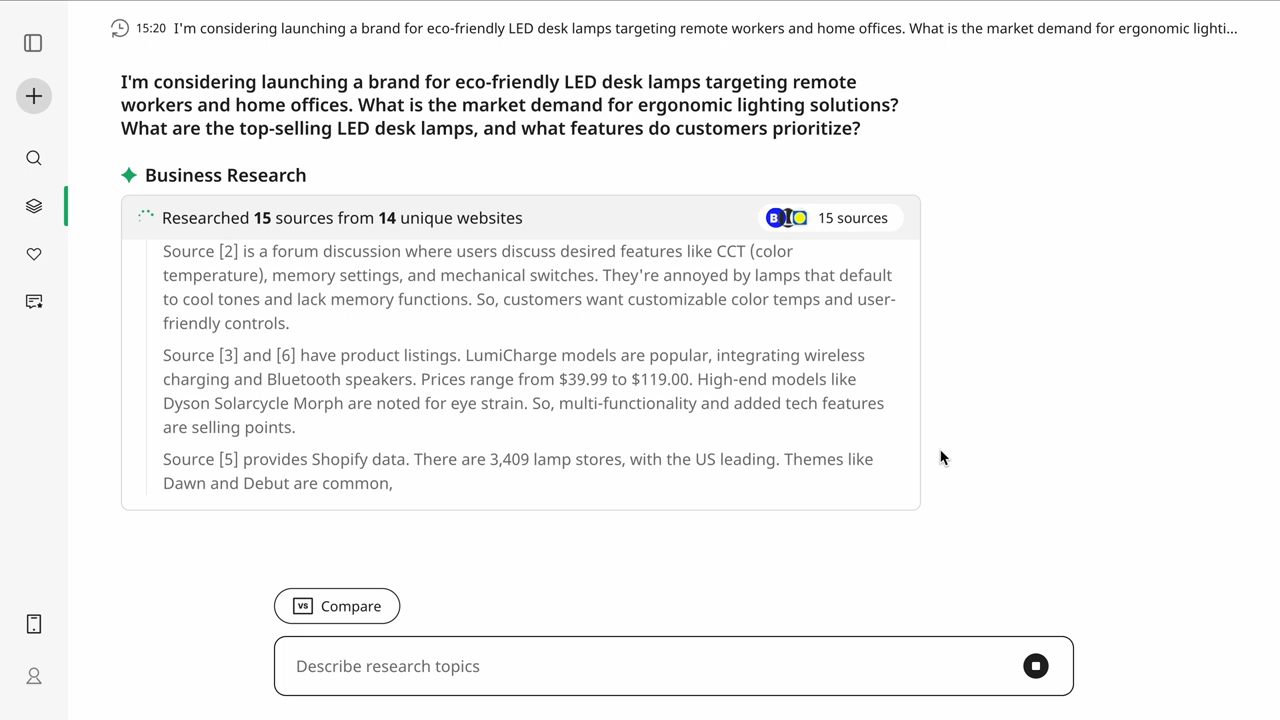 15:20 I'm considering launching a brand for eco-friendly LED desk lamps targeting remote workers and home offices. What is the market demand for ergonomic lighti...
I'm considering launching a brand for eco-friendly LED desk lamps targeting remote
workers and home offices. What is the market demand for ergonomic lighting solutions?
What are the top-selling LED desk lamps, and what features do customers prioritize?
Business Research
Researched 15 sources from 14 unique websites
B
15 sources
Source [2] is a forum discussion where users discuss desired features like CCT (color
temperature), memory settings, and mechanical switches. They're annoyed by lamps that default
to cool tones and lack memory functions. So, customers want customizable color temps and user-
friendly controls.
Source [3] and [6] have product listings. LumiCharge models are popular, integrating wireless
charging and Bluetooth speakers. Prices range from $39.99 to $119.00. High-end models like
Dyson Solarcycle Morph are noted for eye strain. So, multi-functionality and added tech features
are selling points.
Source [5] provides Shopify data. There are 3,409 lamp stores, with the US leading. Themes like
Dawn and Debut are common,
VS Compare
Describe research topics